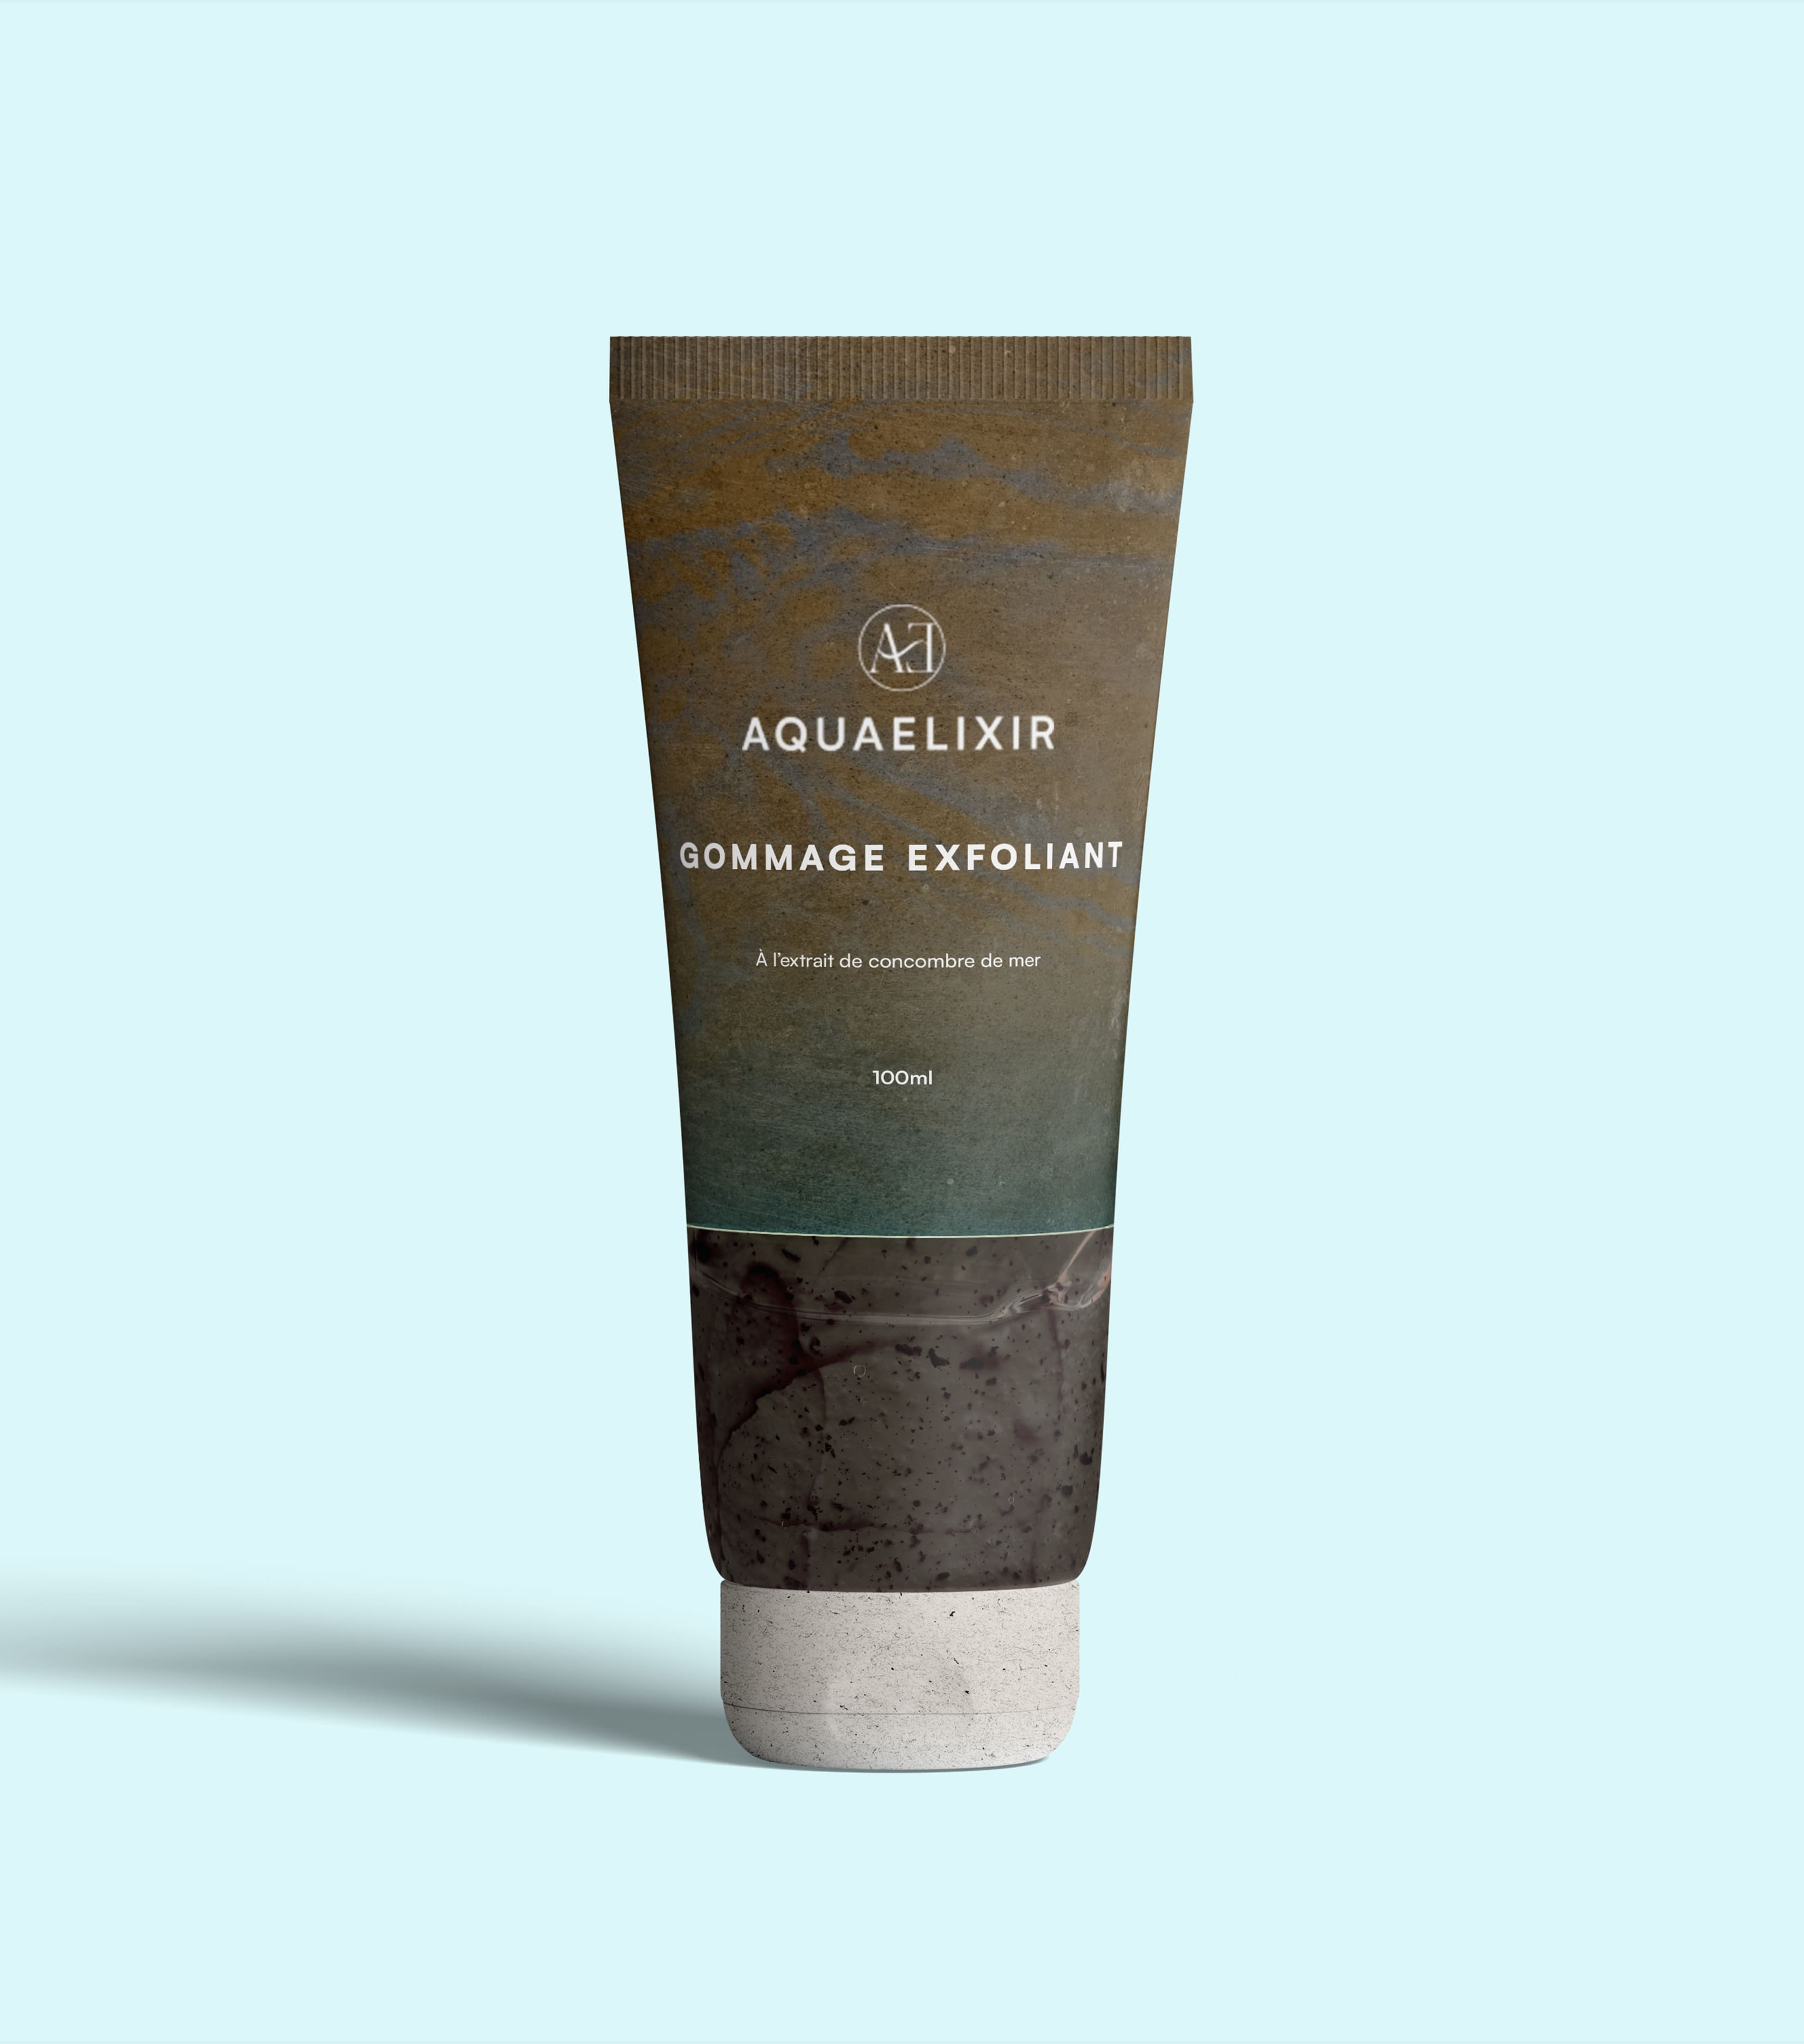 AE
AQUAELIXIR
GOMMAGE EXFOLIANT
À l'extrait de concombre de mer
100ml